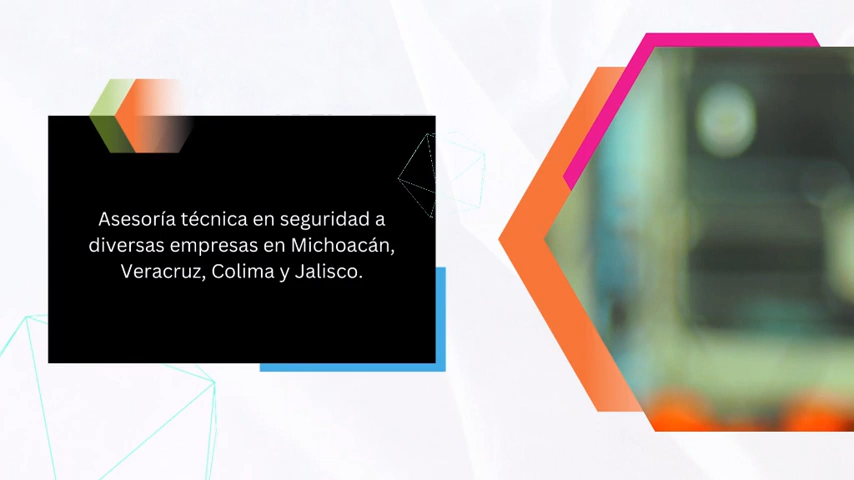 Asesoría técnica en seguridad a
diversas empresas en Michoacán,
Veracruz, Colima y Jalisco.